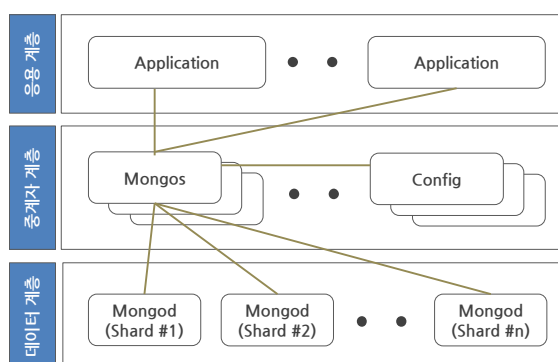 응용 계층
Application
Application
중계자 계층
Mongos
Config
데이터 계층
Mongod
(Shard #1)
Mongod
(Shard #2)
Mongod
(Shard #n)